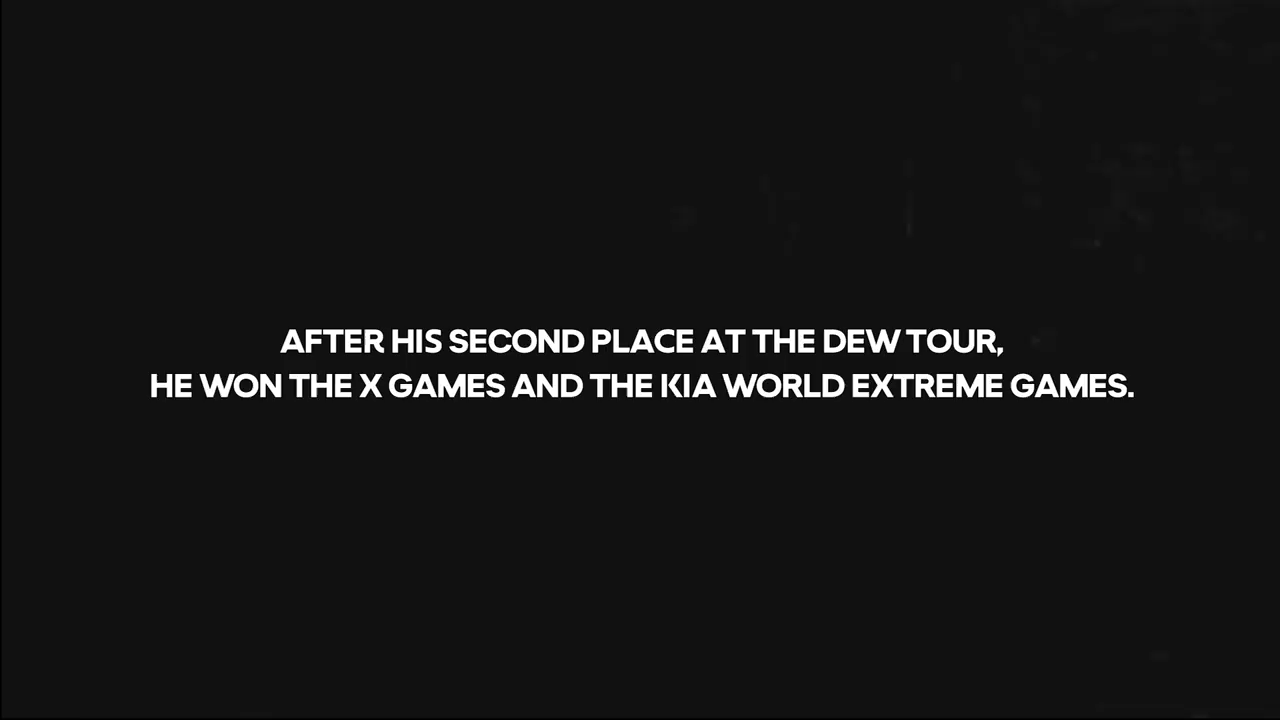 AFTER HIS SECOND PLACE AT THE DEW TOUR,
HE WON THE X GAMES AND THE KIA WORLD EXTREME GAMES.